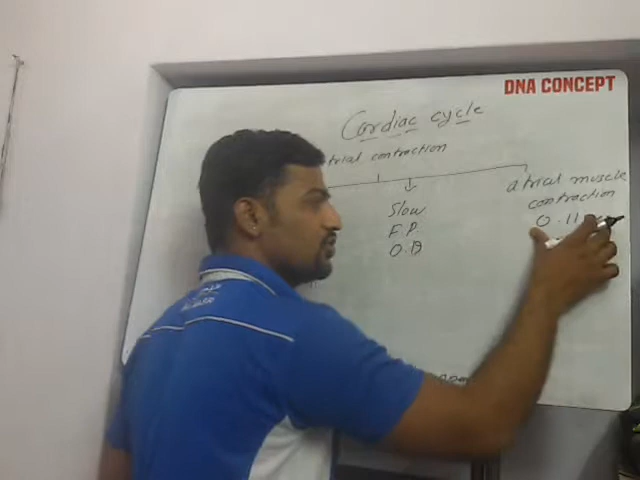 DNA CONCEPT
Cardiac cycle
trial contraction
atrial muscle
contraction
Slow
F.P.
0.11